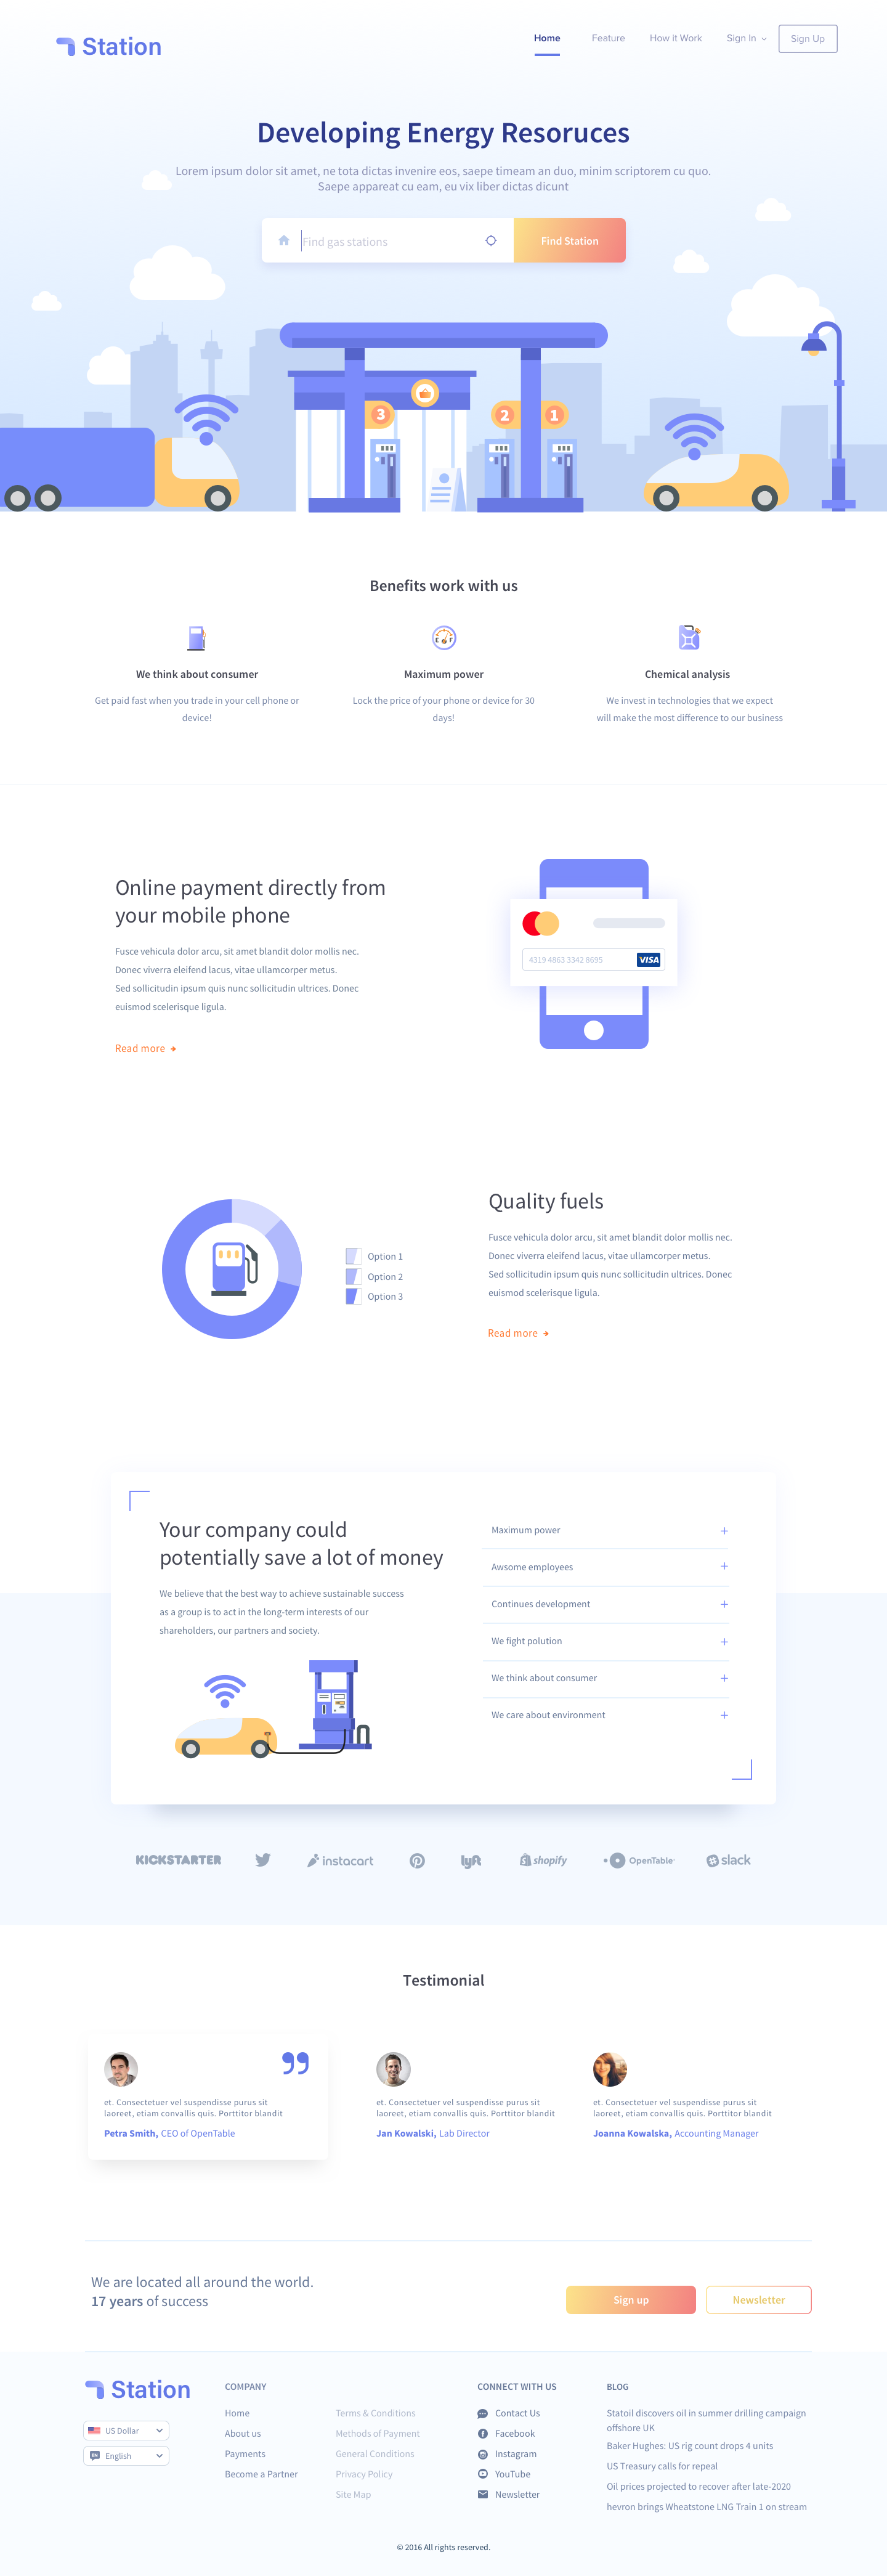 Station
Home
Feature
How it Work
Sign In
Sign Up
Developing Energy Resoruces
Lorem ipsum dolor sit amet, ne tota dictas invenire eos, saepe timeam an duo, minim scriptorem cu quo.
Saepe appareat cu eam, eu vix liber dictas dicunt
Find gas stations
Find Station
3
2
1
Benefits work with us
E F
We think about consumer
Get paid fast when you trade in your cell phone or
device!
Maximum power
Lock the price of your phone or device for 30
days!
Chemical analysis
We invest in technologies that we expect
will make the most difference to our business
Online payment directly from
your mobile phone
Fusce vehicula dolor arcu, sit amet blandit dolor mollis nec.
Donec viverra eleifend lacus, vitae ullamcorper metus.
Sed sollicitudin ipsum quis nunc sollicitudin ultrices. Donec
euismod scelerisque ligula.
Read more
4319 4863 3342 8695
VISA
Option 1
Option 2
Option 3
Quality fuels
Fusce vehicula dolor arcu, sit amet blandit dolor mollis nec.
Donec viverra eleifend lacus, vitae ullamcorper metus.
Sed sollicitudin ipsum quis nunc sollicitudin ultrices. Donec
euismod scelerisque ligula.
Read more
Your company could
potentially save a lot of money
We believe that the best way to achieve sustainable success
as a group is to act in the long-term interests of our
shareholders, our partners and society.
Maximum power
Awsome employees
Continues development
We fight polution
We think about consumer
We care about environment
KICKSTARTER
instacart
lyft
shopify
OpenTable
slack
Testimonial
et. Consectetuer vel suspendisse purus sit
laoreet, etiam convallis quis. Porttitor blandit
Petra Smith, CEO of OpenTable
et. Consectetuer vel suspendisse purus sit
laoreet, etiam convallis quis. Porttitor blandit
Jan Kowalski, Lab Director
et. Consectetuer vel suspendisse purus sit
laoreet, etiam convallis quis. Porttitor blandit
Joanna Kowalska, Accounting Manager
We are located all around the world.
17 years of success
Sign up
Newsletter
Station
US Dollar
EN
English
COMPANY
Home
About us
Payments
Become a Partner
Terms & Conditions
Methods of Payment
General Conditions
Privacy Policy
Site Map
CONNECT WITH US
Contact Us
Facebook
Instagram
YouTube
Newsletter
BLOG
Statoil discovers oil in summer drilling campaign
offshore UK
Baker Hughes: US rig count drops 4 units
US Treasury calls for repeal
Oil prices projected to recover after late-2020
hevron brings Wheatstone LNG Train 1 on stream
© 2016 All rights reserved.